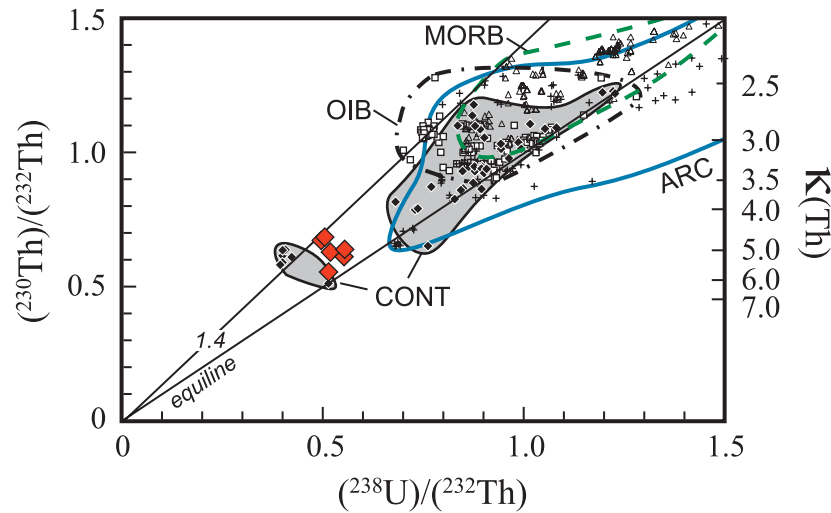 1.5
MORB
2.5
OIB
1.0
3.0
3.5
ARC
4.0
5.0
0.5
CONT
6.0
7.0
1.4
equiline
0
0
0.5
1.0
1.5
(²³⁸U)/(²³²Th)
(²³⁰Th)/(²³²Th)
κ(Th)